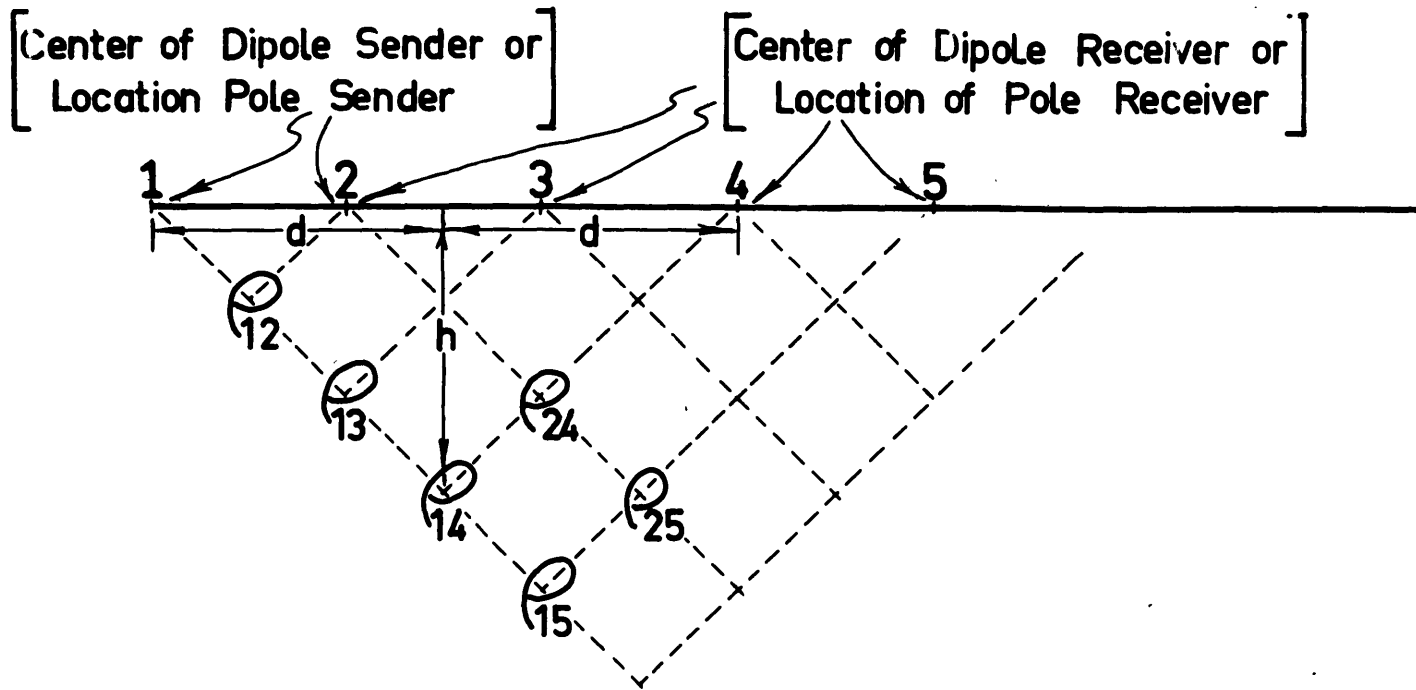 Center of Dipole Sender or
Location Pole Sender
Center of Dipole Receiver or
Location of Pole Receiver
1 2 3 4 5
d d
h
12
13 24
14 25
15